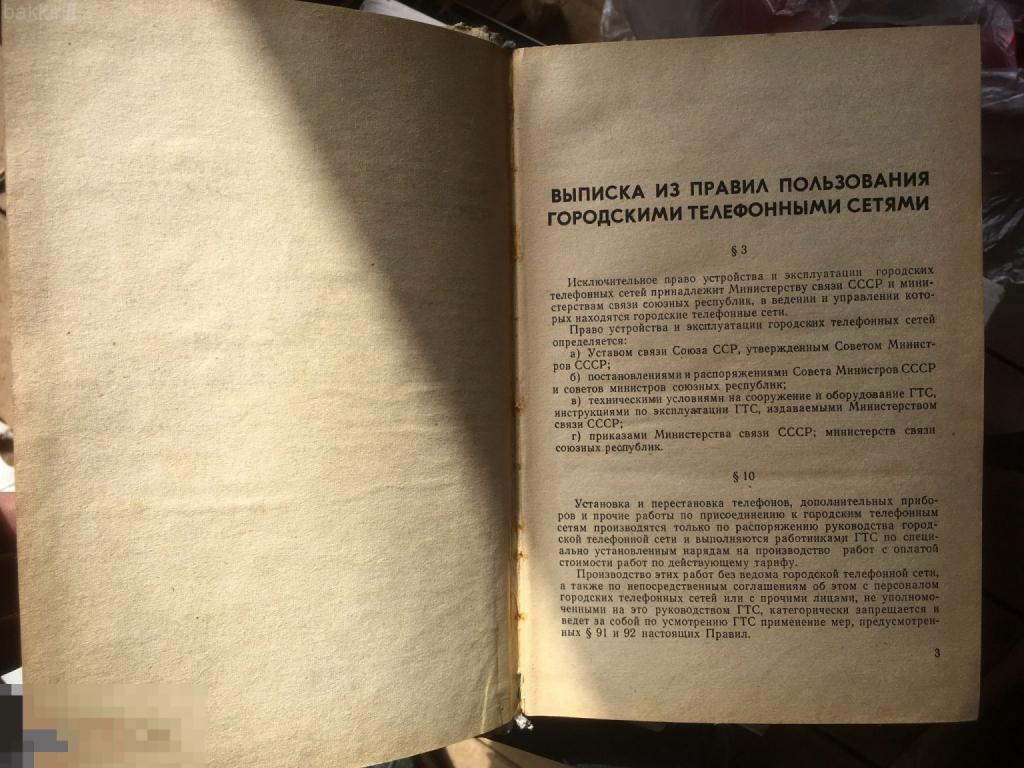 ВЫПИСКА ИЗ ПРАВИЛ ПОЛЬЗОВАНИЯ
ГОРОДСКИМИ ТЕЛЕФОННЫМИ СЕТЯМИ
§ 3
Исключительное право устройства и эксплуатации городских
телефонных сетей принадлежит Министерству связи СССР и мини-
стерствам связи союзных республик, в ведении и управлении кото-
рых находятся городские телефонные сети.
Право устройства и эксплуатации городских телефонных сетей
определяется:
а) Уставом связи Союза ССР, утвержденным Советом Минист-
ров СССР;
б) постановлениями и распоряжениями Совета Министров СССР
и советов министров союзных республик;
в) техническими условиями на сооружение и оборудование ГТС,
инструкциями по эксплуатации ГТС, издаваемыми Министерством
связи СССР;
г) приказами Министерства связи СССР; министерств связи
союзных республик.
§ 10
Установка и перестановка телефонов, дополнительных прибо-
ров и прочие работы по присоединению к городским телефонным
сетям производятся только по распоряжению руководства город-
ской телефонной сети и выполняются работниками ГТС по специ-
ально установленным нарядам на производство работ с оплатой
стоимости работ по действующему тарифу.
Производство этих работ без ведома городской телефонной сети,
а также по непосредственным соглашениям об этом с персоналом
городских телефонных сетей или с прочими лицами, не уполномо-
ченными на это руководством ГТС, категорически запрещается и
ведет за собой по усмотрению ГТС применение мер, предусмотрен-
ных § 91 и 92 настоящих Правил.
3